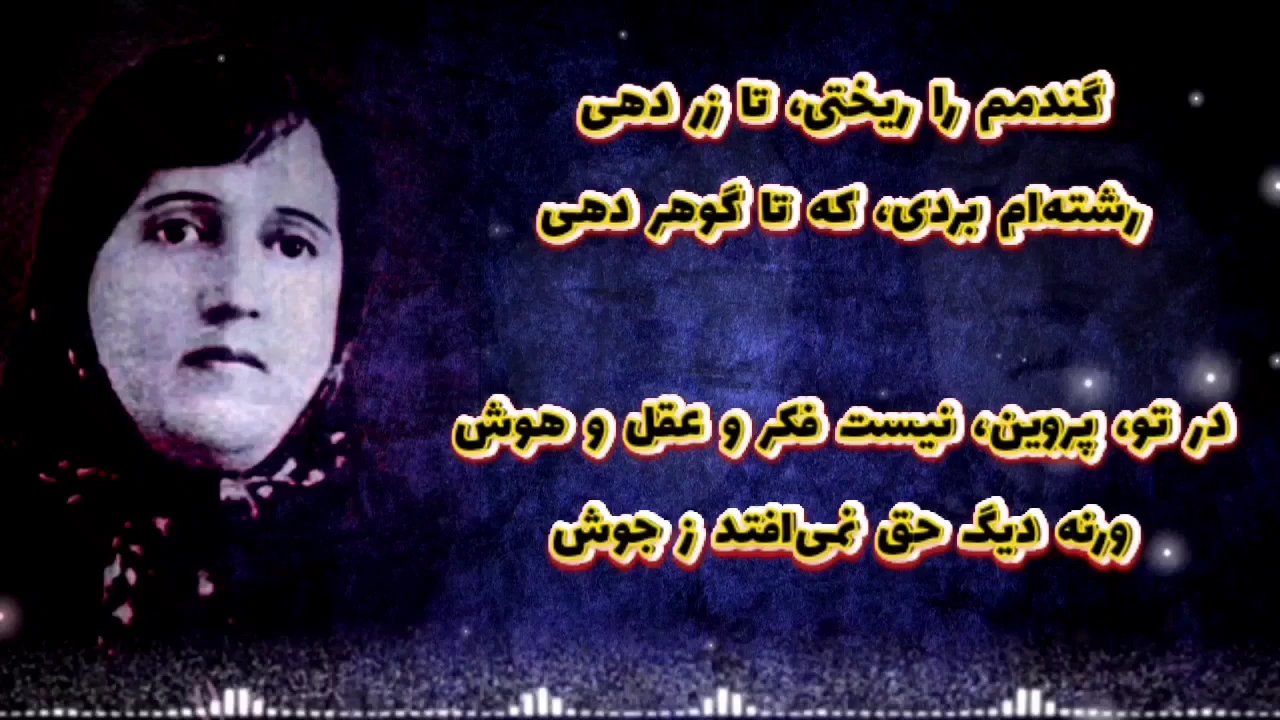 گندمم را ریختی، تا زر دهی
رشته‌ام بردی، که تا گوهر دهی
در تو، پروین، نیست فکر و عقل و هوش
ورنه دیگ حق نمی‌افتد ز جوش